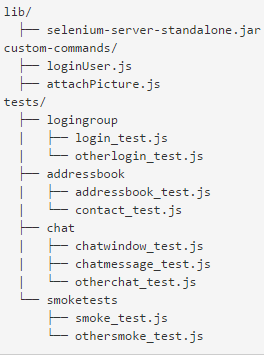 lib/
├── selenium-server-standalone.jar
custom-commands/
├── loginUser.js
├── attachPicture.js
tests/
├── logingroup
|   ├── login_test.js
|   └── otherlogin_test.js
├── addressbook
|   ├── addressbook_test.js
|   └── contact_test.js
├── chat
|   ├── chatwindow_test.js
|   ├── chatmessage_test.js
|   └── otherchat_test.js
└── smoketests
    ├── smoke_test.js
    └── othersmoke_test.js